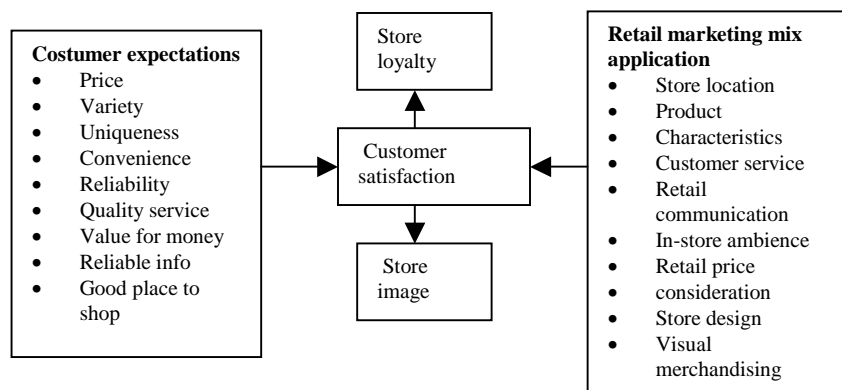 Costumer expectations
• Price
• Variety
• Uniqueness
• Convenience
• Reliability
• Quality service
• Value for money
• Reliable info
• Good place to
shop
Store
loyalty
Customer
satisfaction
Store
image
Retail marketing mix
application
• Store location
• Product
• Characteristics
• Customer service
• Retail
communication
• In-store ambience
• Retail price
• consideration
• Store design
• Visual
merchandising